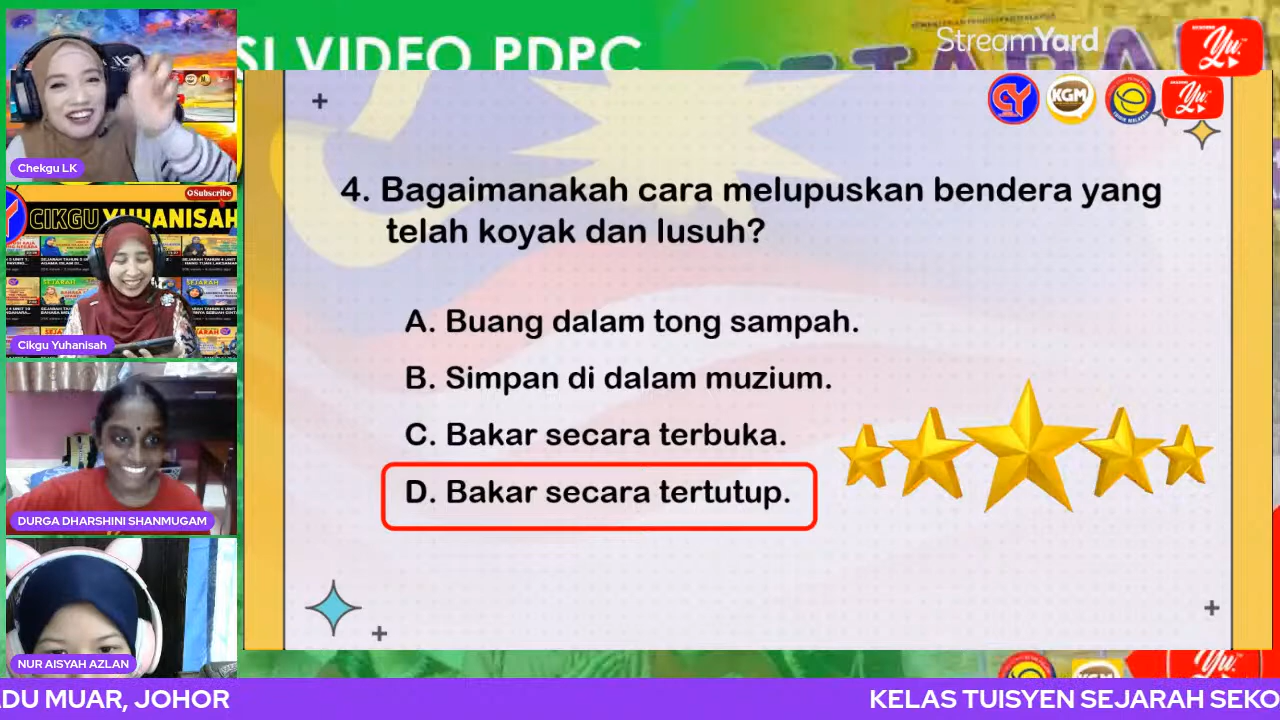 SI VIDEO PDPC
StreamYard
KGM
4. Bagaimanakah cara melupuskan bendera yang
telah koyak dan lusuh?
A. Buang dalam tong sampah.
B. Simpan di dalam muzium.
C. Bakar secara terbuka.
D. Bakar secara tertutup.
Chekgu LK
Subscribe
CIKGU YUHANISAH
Cikgu Yuhanisah
DURGA DHARSHINI SHANMUGAM
NUR AISYAH AZLAN
ADU MUAR, JOHOR
KELAS TUISYEN SEJARAH SEKO